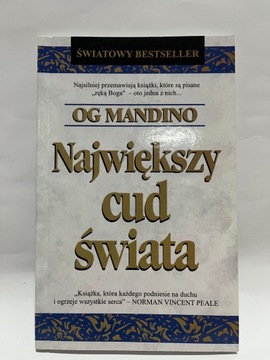 ŚWIATOWY BESTSELLER
Najsilniej przemawiają książki, które są pisane
„ręką Boga" – oto jedna z nich...
OG MANDINO
Największy
cud
świata
„Książka, która każdego podniesie na duchu
i ogrzeje wszystkie serca” – NORMAN VINCENT PEALE